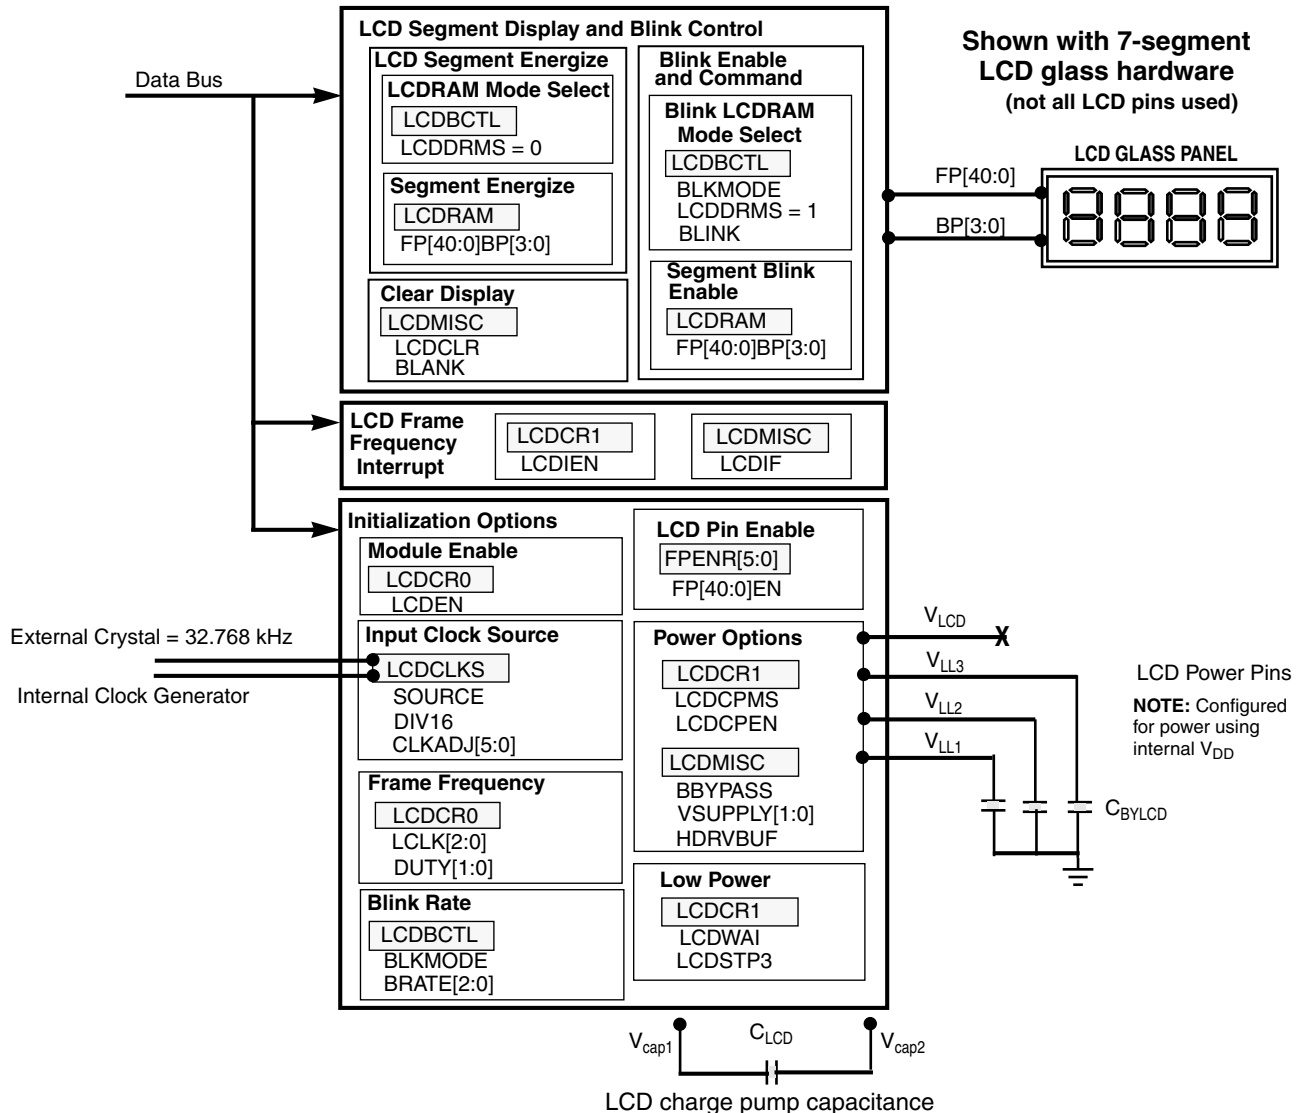 LCD Segment Display and Blink Control
LCD Segment Energize
LCDRAM Mode Select
LCDBCTL
LCDDRMS = 0
Segment Energize
LCDRAM
FP[40:0]BP[3:0]
Clear Display
LCDMISC
LCDCLR
BLANK
Blink Enable
and Command
Blink LCDRAM
Mode Select
LCDBCTL
BLKMODE
LCDDRMS = 1
BLINK
Segment Blink
Enable
LCDRAM
FP[40:0]BP[3:0]
Data Bus
Shown with 7-segment
LCD glass hardware
(not all LCD pins used)
LCD GLASS PANEL
FP[40:0]
BP[3:0]
LCD Frame
Frequency
Interrupt
LCDCR1
LCDIEN
LCDMISC
LCDIF
Initialization Options
Module Enable
LCDCR0
LCDEN
Input Clock Source
LCDCLKS
SOURCE
DIV16
CLKADJ[5:0]
Frame Frequency
LCDCR0
LCLK[2:0]
DUTY[1:0]
Blink Rate
LCDBCTL
BLKMODE
BRATE[2:0]
LCD Pin Enable
FPENR[5:0]
FP[40:0]EN
Power Options
LCDCR1
LCDCPMS
LCDCPEN
LCDMISC
BBYPASS
VSUPPLY[1:0]
HDRVBUF
Low Power
LCDCR1
LCDWAI
LCDSTP3
External Crystal = 32.768 kHz
Internal Clock Generator
VLCD
X
VLL3
VLL2
VLL1
LCD Power Pins
NOTE: Configured
for power using
internal VDD
CBYLCD
Vcap1
CLCD
Vcap2
LCD charge pump capacitance